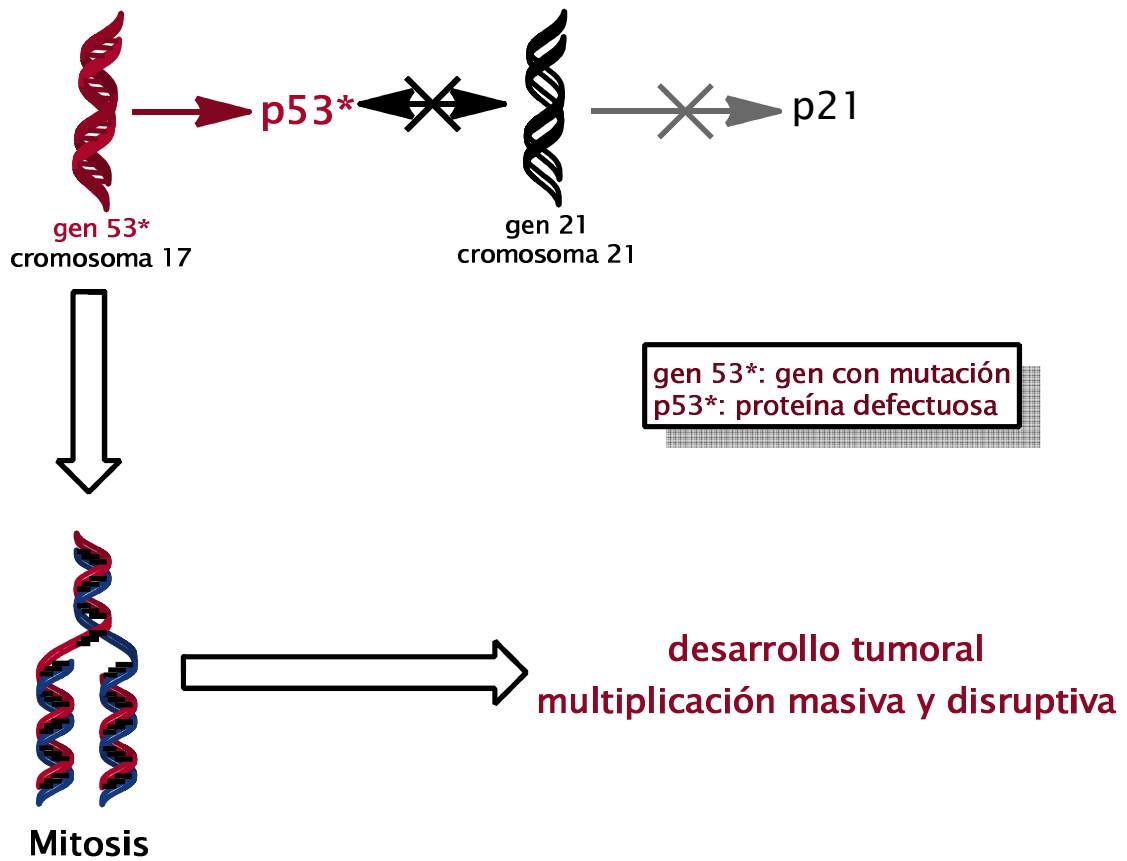 p53*
p21
gen 53*
cromosoma 17
gen 21
cromosoma 21
gen 53*: gen con mutación
p53*: proteína defectuosa
desarrollo tumoral
multiplicación masiva y disruptiva
Mitosis